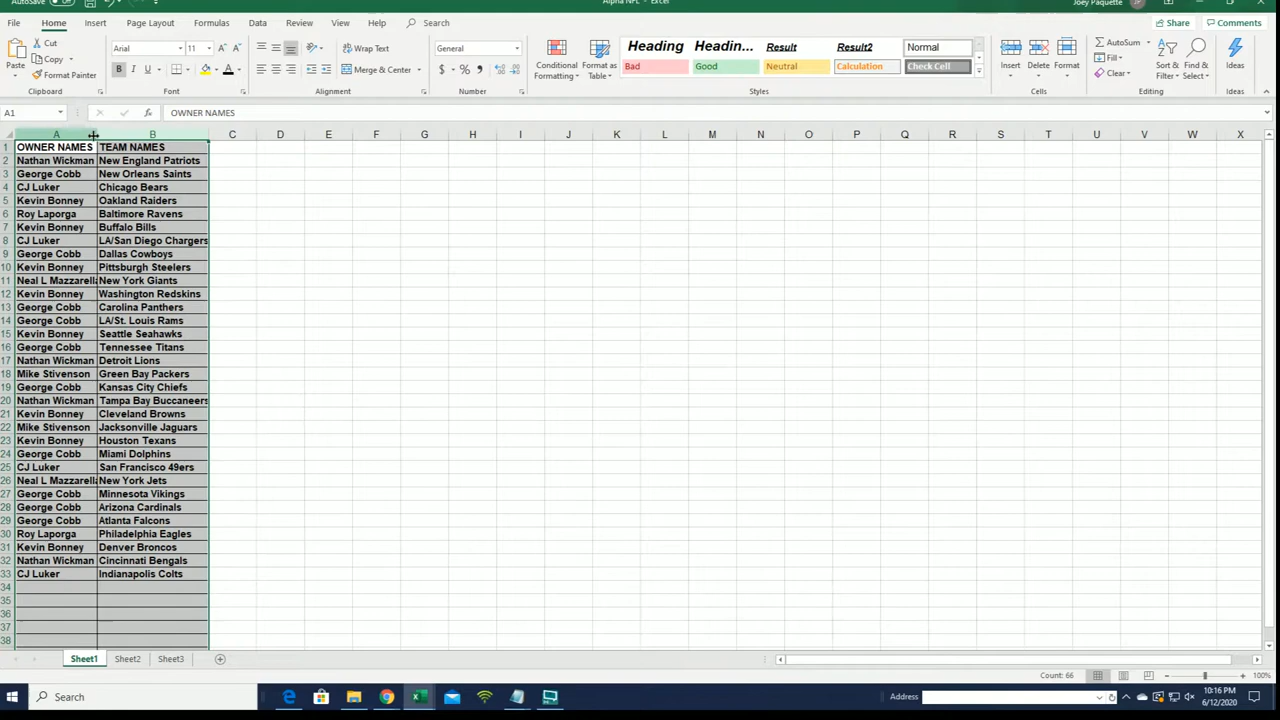 AutoSave Off Alpha NFL - Excel Joey Paquette JP
File Home Insert Page Layout Formulas Data Review View Help Search Share Comments
Paste Cut Copy Format Painter Clipboard
Arial 11 B I U A Font
Wrap Text Merge & Center Alignment
General $ % , Number
Conditional Formatting Format as Table
Heading Headin... Result Result2 Normal
Bad Good Neutral Calculation Check Cell
Styles
Insert Delete Format Cells
AutoSum Fill Clear Sort & Filter Find & Select Editing
Ideas Ideas
A1 fx OWNER NAMES
A B C D E F G H I J K L M N O P Q R S T U V W X
1 OWNER NAMES TEAM NAMES
2 Nathan Wickman New England Patriots
3 George Cobb New Orleans Saints
4 CJ Luker Chicago Bears
5 Kevin Bonney Oakland Raiders
6 Roy Laporga Baltimore Ravens
7 Kevin Bonney Buffalo Bills
8 CJ Luker LA/San Diego Chargers
9 George Cobb Dallas Cowboys
10 Kevin Bonney Pittsburgh Steelers
11 Neal L Mazzarella New York Giants
12 Kevin Bonney Washington Redskins
13 George Cobb Carolina Panthers
14 George Cobb LA/St. Louis Rams
15 Kevin Bonney Seattle Seahawks
16 George Cobb Tennessee Titans
17 Nathan Wickman Detroit Lions
18 Mike Stivenson Green Bay Packers
19 George Cobb Kansas City Chiefs
20 Nathan Wickman Tampa Bay Buccaneers
21 Kevin Bonney Cleveland Browns
22 Mike Stivenson Jacksonville Jaguars
23 Kevin Bonney Houston Texans
24 George Cobb Miami Dolphins
25 CJ Luker San Francisco 49ers
26 Neal L Mazzarella New York Jets
27 George Cobb Minnesota Vikings
28 George Cobb Arizona Cardinals
29 George Cobb Atlanta Falcons
30 Roy Laporga Philadelphia Eagles
31 Kevin Bonney Denver Broncos
32 Nathan Wickman Cincinnati Bengals
33 CJ Luker Indianapolis Colts
34
35
36
37
38
Sheet1 Sheet2 Sheet3
Count: 66 100%
Search Address 10:16 PM
6/12/2020